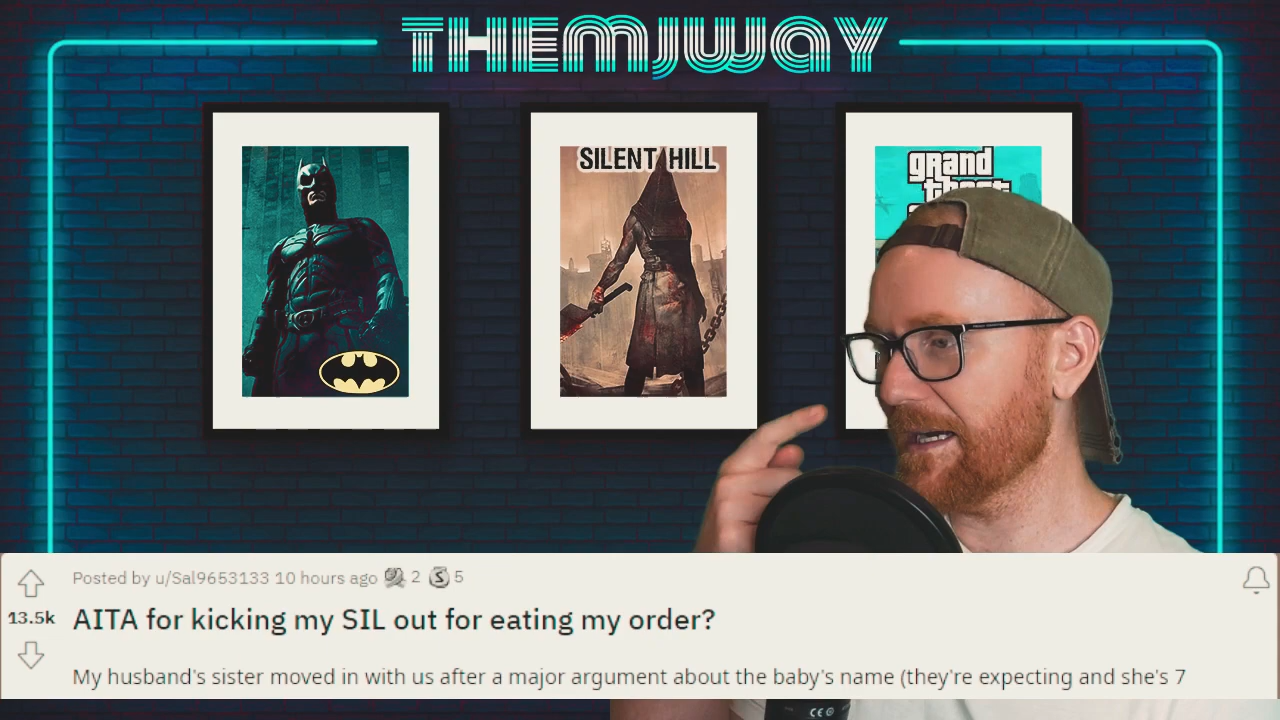 THEMJWAY
SILENT HILL
grand
theft
Posted by u/Sal9653133 10 hours ago 2 5
13.5k
AITA for kicking my SIL out for eating my order?
My husband's sister moved in with us after a major argument about the baby's name (they're expecting and she's 7
CE